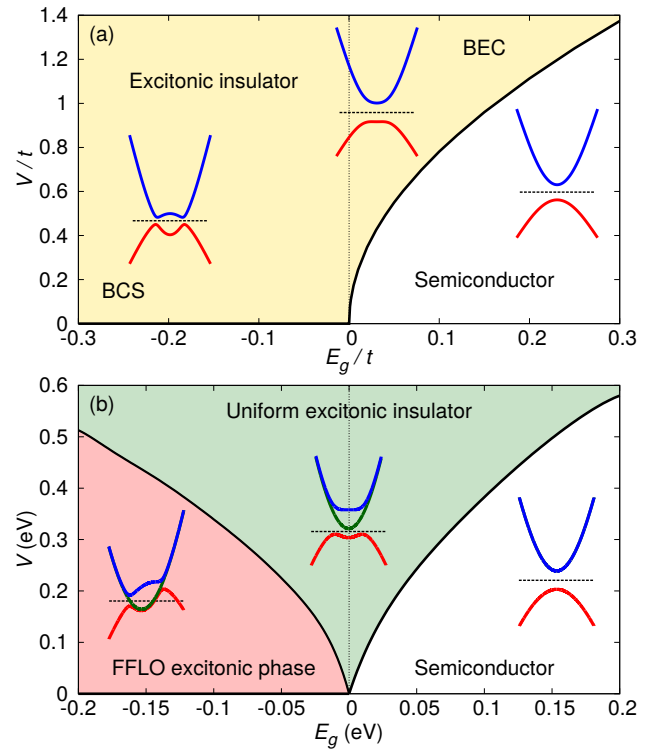 1.4
(a)
BEC
1.2
Excitonic insulator
1
V / t
0.8
0.6
0.4
0.2
BCS
Semiconductor
0
-0.3
-0.2
-0.1
0
0.1
0.2
0.3
E_g / t
0.6
(b)
Uniform excitonic insulator
0.5
0.4
V (eV)
0.3
0.2
0.1
FFLO excitonic phase
Semiconductor
0
-0.2
-0.15
-0.1
-0.05
0
0.05
0.1
0.15
0.2
E_g (eV)